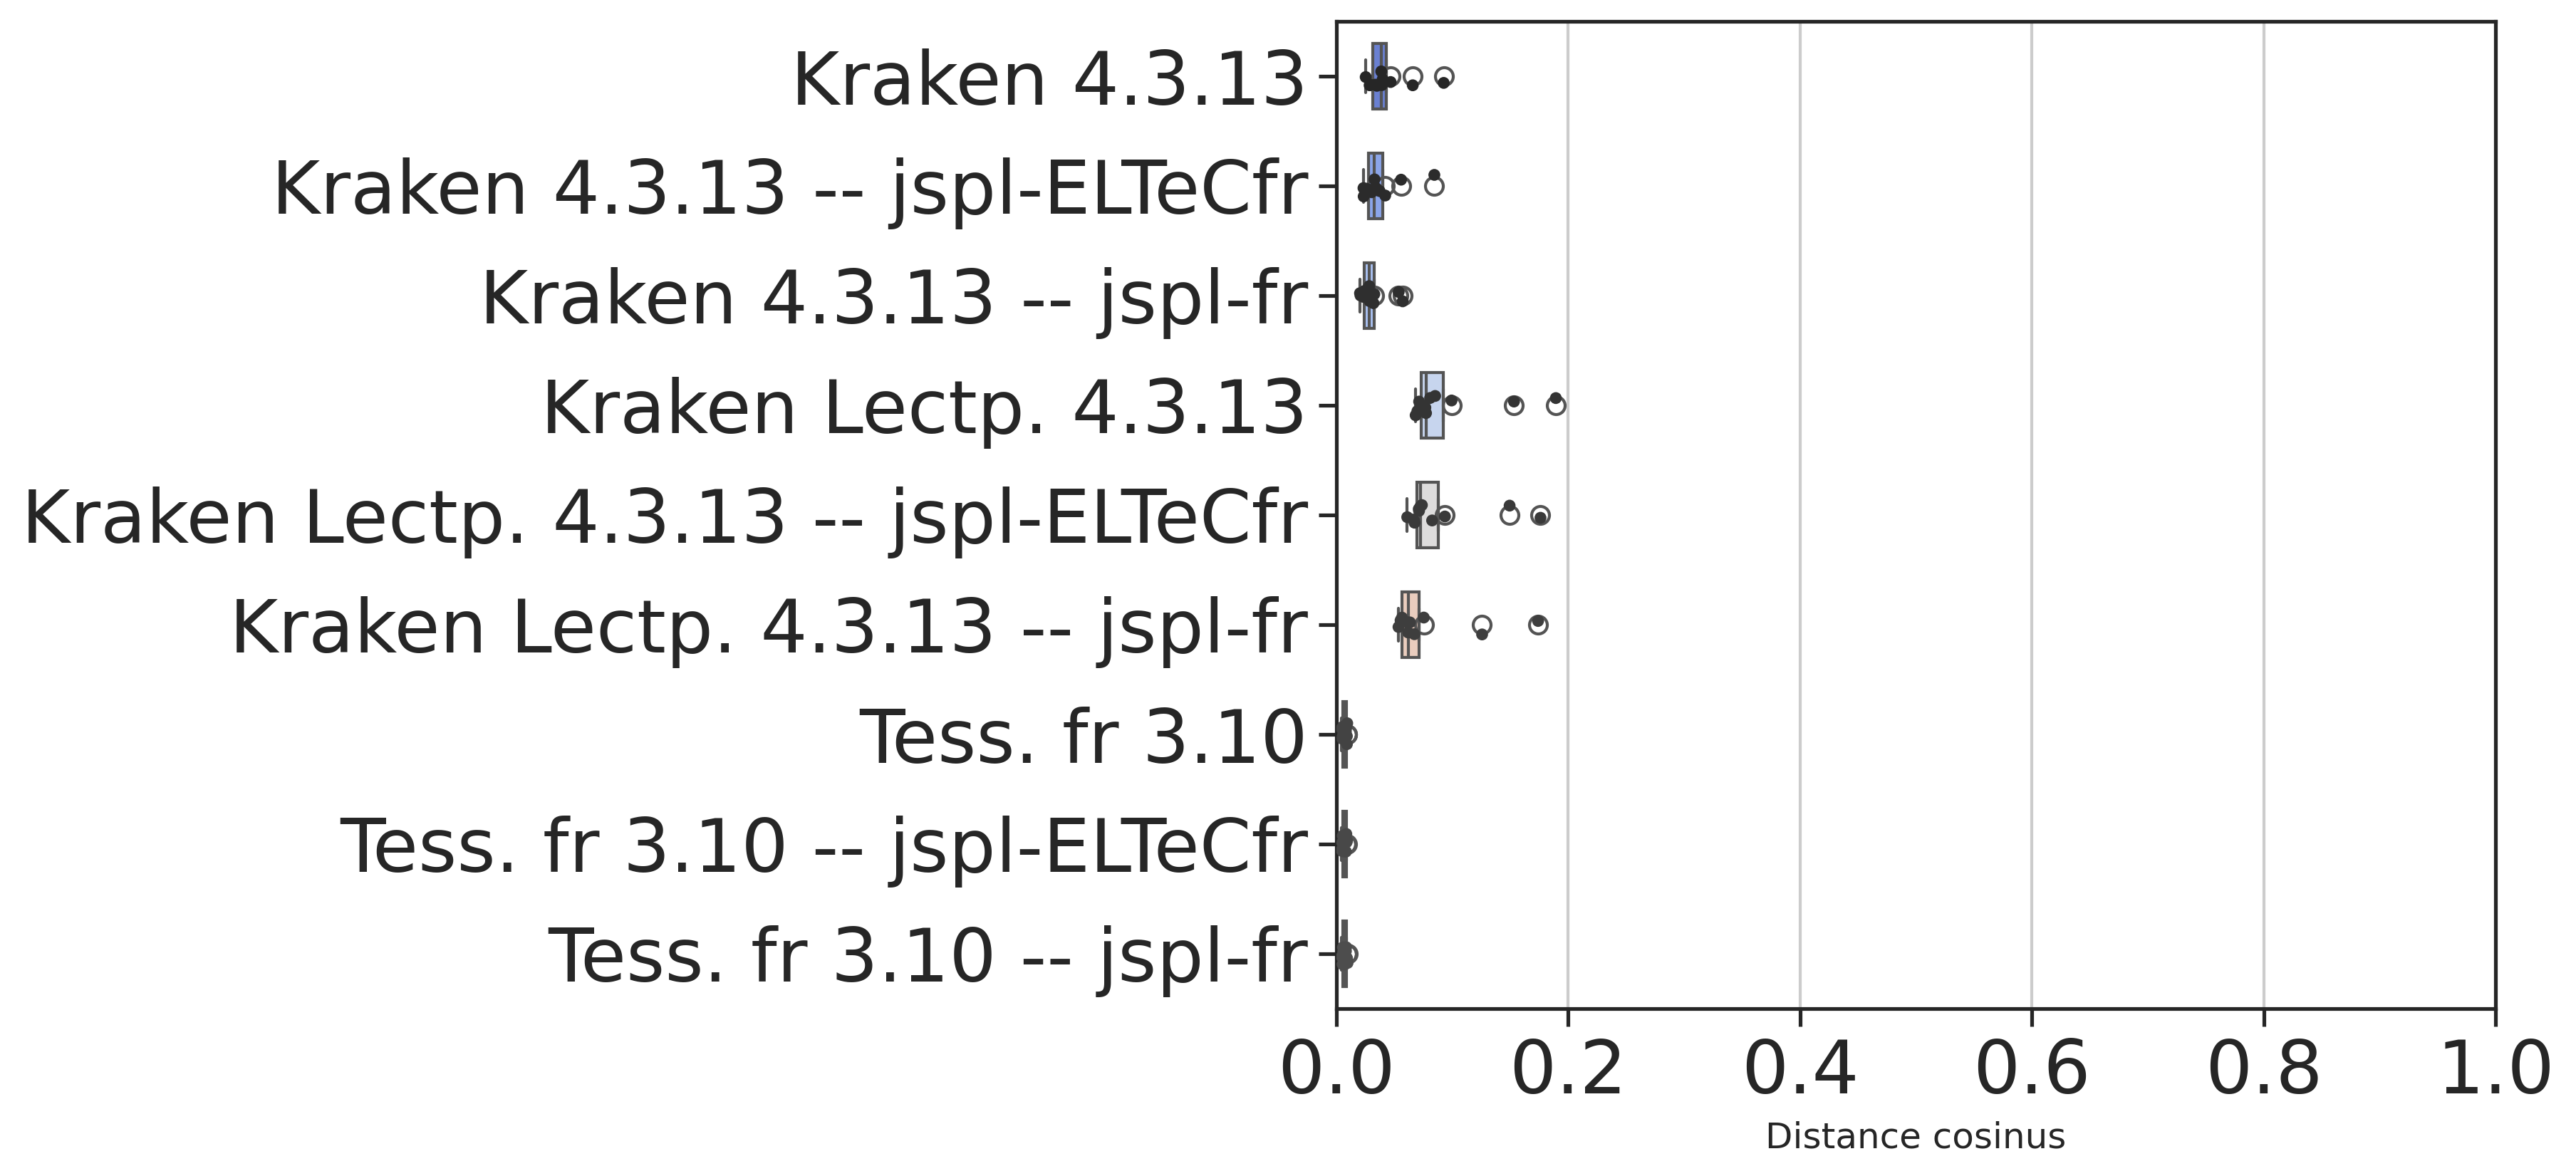 Kraken 4.3.13
Kraken 4.3.13 -- jspl-ELTeCfr
Kraken 4.3.13 -- jspl-fr
Kraken Lectp. 4.3.13
Kraken Lectp. 4.3.13 -- jspl-ELTeCfr
Kraken Lectp. 4.3.13 -- jspl-fr
Tess. fr 3.10
Tess. fr 3.10 -- jspl-ELTeCfr
Tess. fr 3.10 -- jspl-fr
0.0 0.2 0.4 0.6 0.8 1.0
Distance cosinus